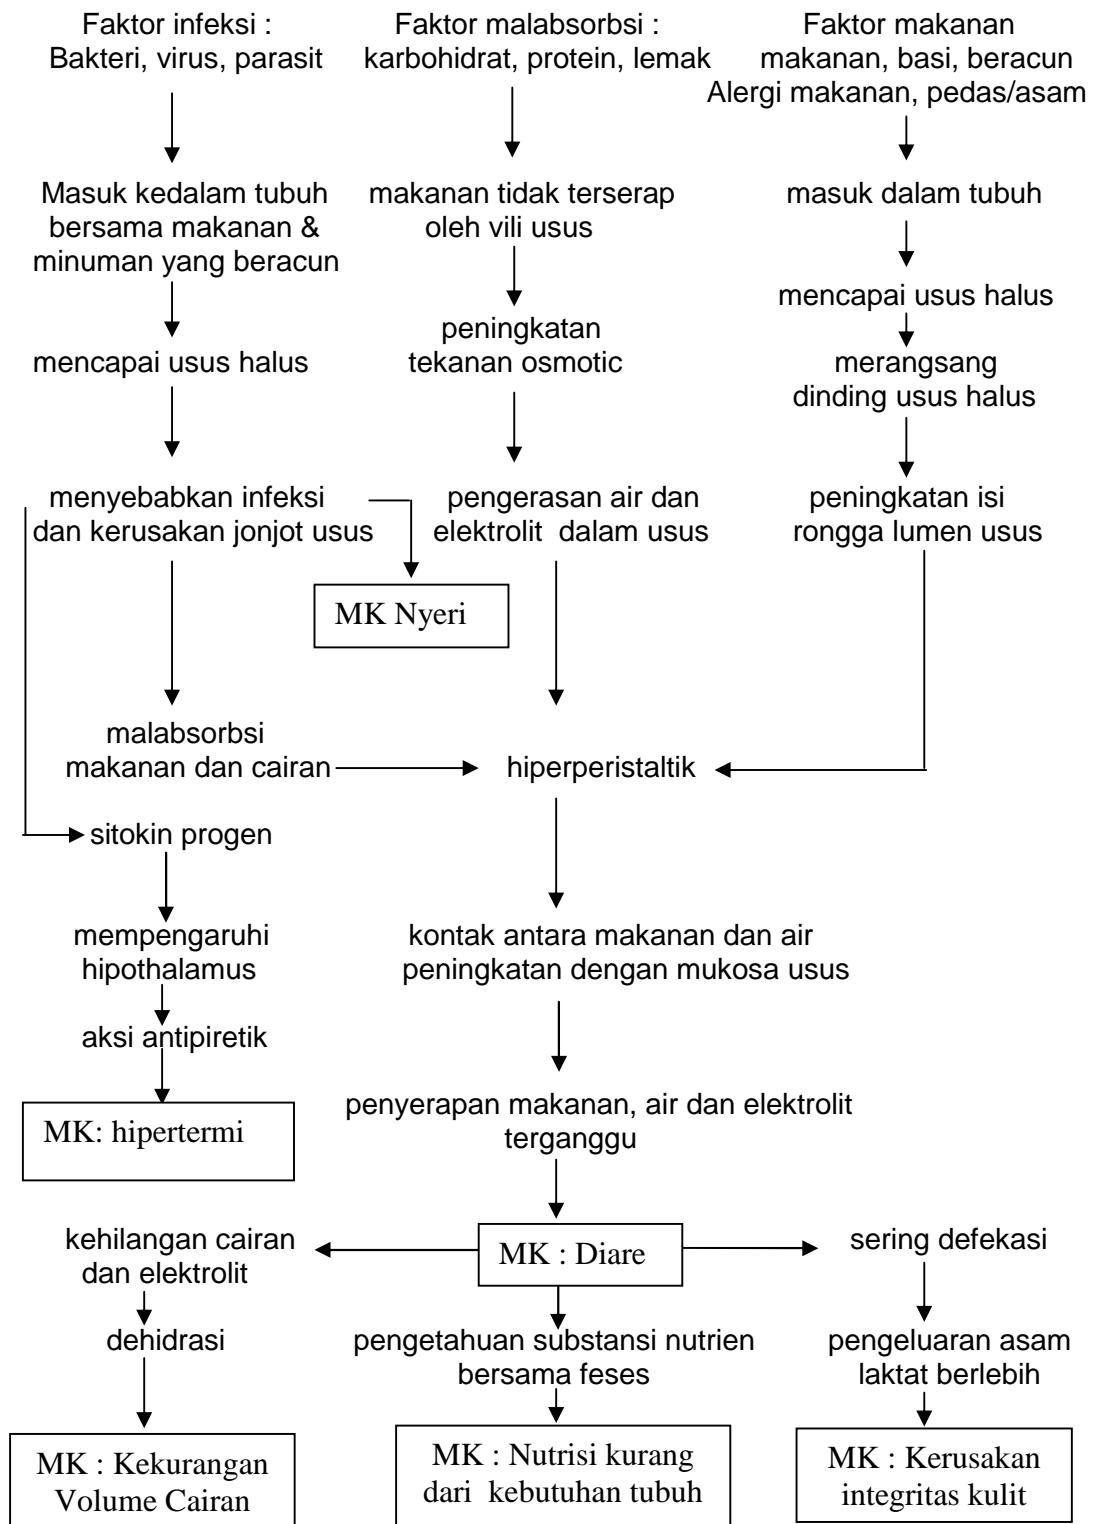 Faktor infeksi :
Bakteri, virus, parasit
Faktor malabsorbsi :
karbohidrat, protein, lemak
Faktor makanan
makanan, basi, beracun
Alergi makanan, pedas/asam
Masuk kedalam tubuh
bersama makanan &
minuman yang beracun
makanan tidak terserap
oleh vili usus
masuk dalam tubuh
mencapai usus halus
peningkatan
tekanan osmotic
mencapai usus halus
merangsang
dinding usus halus
menyebabkan infeksi
dan kerusakan jonjot usus
pengerasan air dan
elektrolit dalam usus
peningkatan isi
rongga lumen usus
MK Nyeri
malabsorbsi
makanan dan cairan
hiperperistaltik
sitokin progen
mempengaruhi
hipothalamus
kontak antara makanan dan air
peningkatan dengan mukosa usus
aksi antipiretik
MK: hipertermi
penyerapan makanan, air dan elektrolit
terganggu
kehilangan cairan
dan elektrolit
MK : Diare
sering defekasi
dehidrasi
pengetahuan substansi nutrien
bersama feses
pengeluaran asam
laktat berlebih
MK : Kekurangan
Volume Cairan
MK : Nutrisi kurang
dari kebutuhan tubuh
MK : Kerusakan
integritas kulit